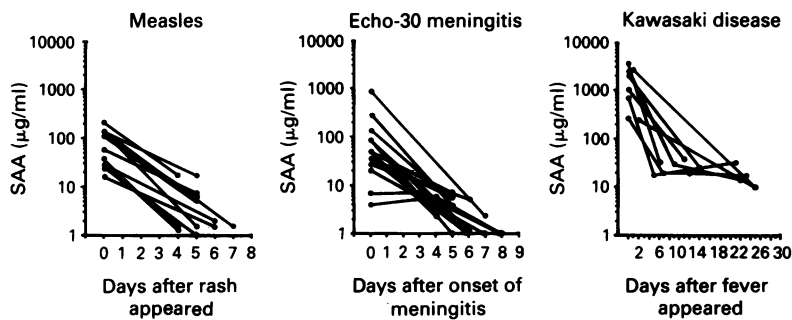 Measles
10000
1000
100
10
1
SAA (µg/ml)
0 1 2 3 4 5 6 7 8
Days after rash
appeared
Echo-30 meningitis
10000
1000
100
10
1
SAA (µg/ml)
0 1 2 3 4 5 6 7 8 9
Days after onset of
meningitis
Kawasaki disease
10000
1000
100
10
1
SAA (µg/ml)
2 6 10 14 18 22 26 30
Days after fever
appeared